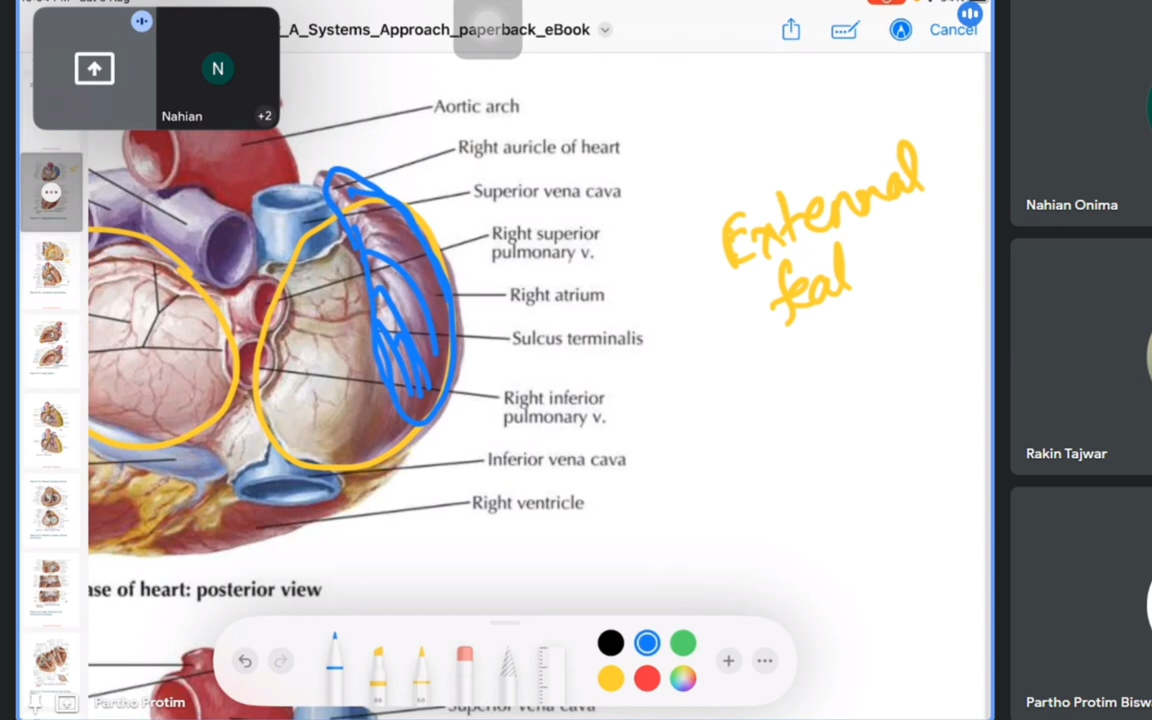 _A_Systems_Approach_paperback_eBook
Cancel
N
Nahian
+2
Aortic arch
Right auricle of heart
Superior vena cava
Right superior
pulmonary v.
Right atrium
Sulcus terminalis
Right inferior
pulmonary v.
Inferior vena cava
Right ventricle
External
feal
ase of heart: posterior view
Superior vena cava
Partho Protim
Nahian Onima
Rakin Tajwar
Partho Protim Bisw